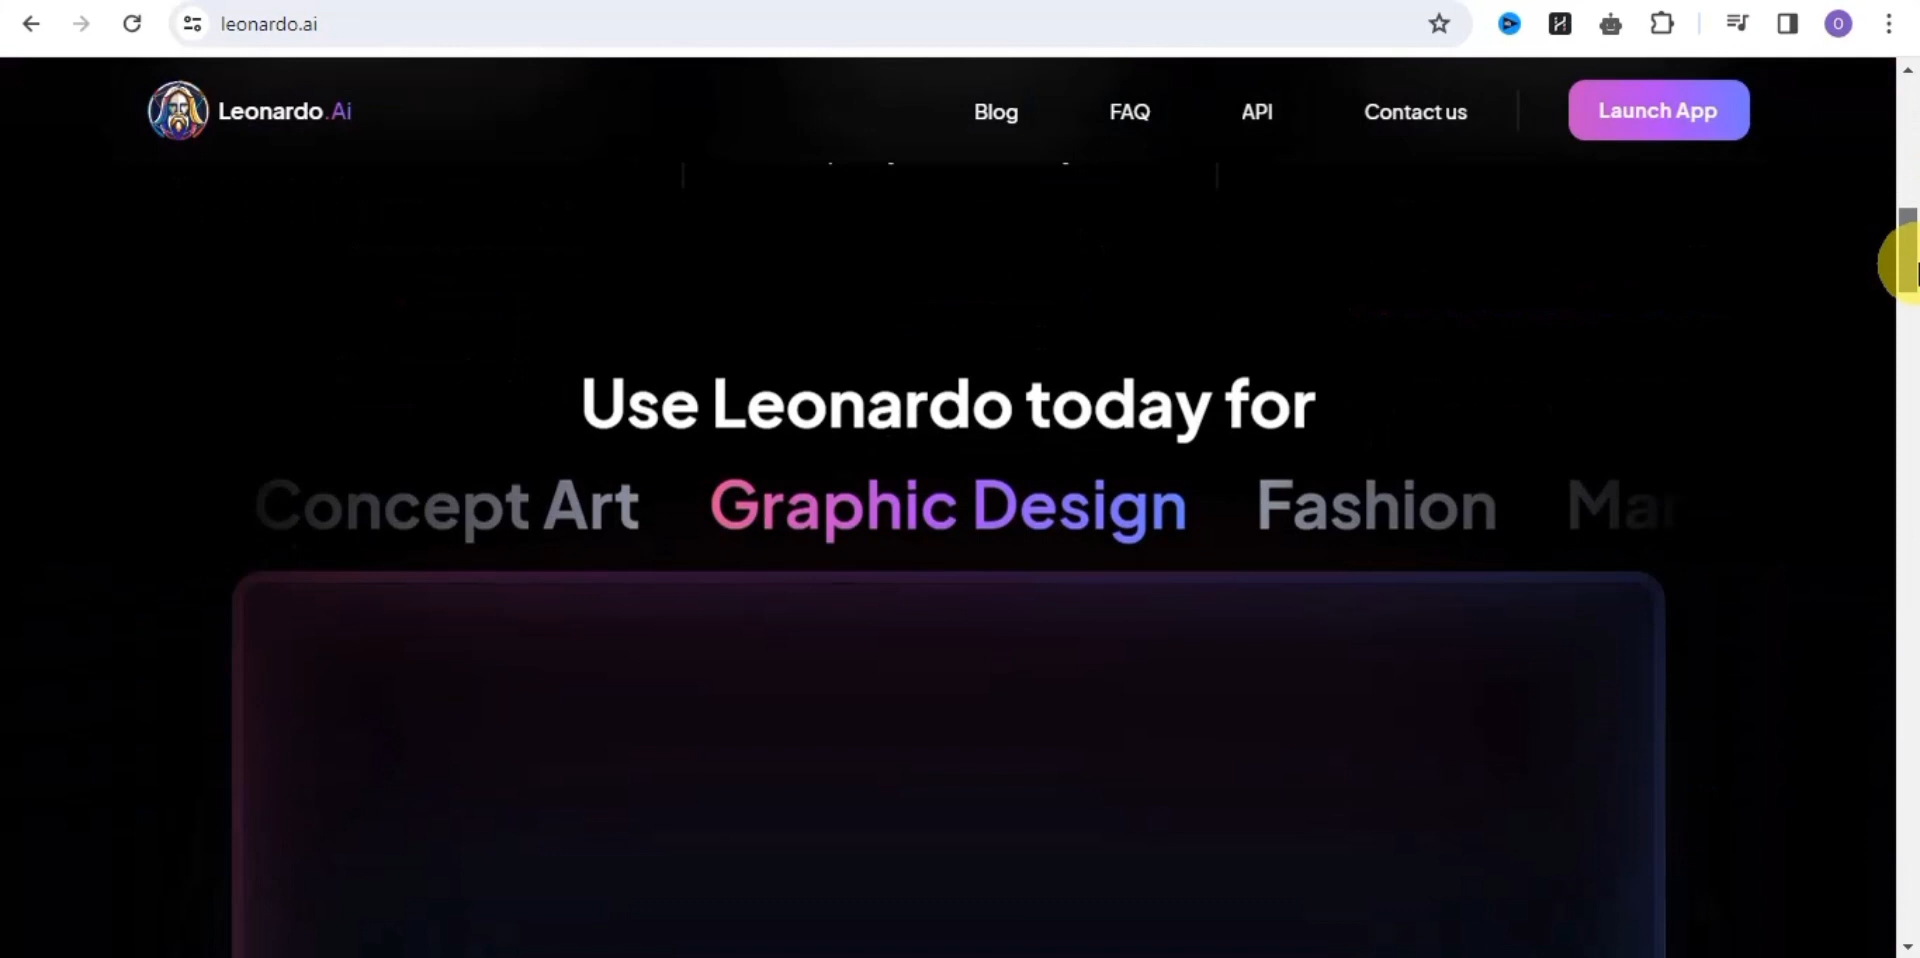 leonardo.ai
O
Leonardo.Ai
Blog
FAQ
API
Contact us
Launch App
Use Leonardo today for
Concept Art
Graphic Design
Fashion